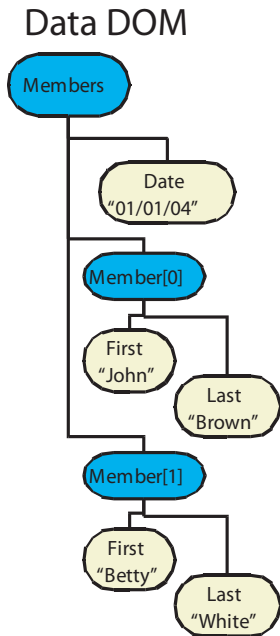 Data DOM
Members
Date
“01/01/04”
Member[0]
First
“John”
Last
“Brown”
Member[1]
First
“Betty”
Last
“White”